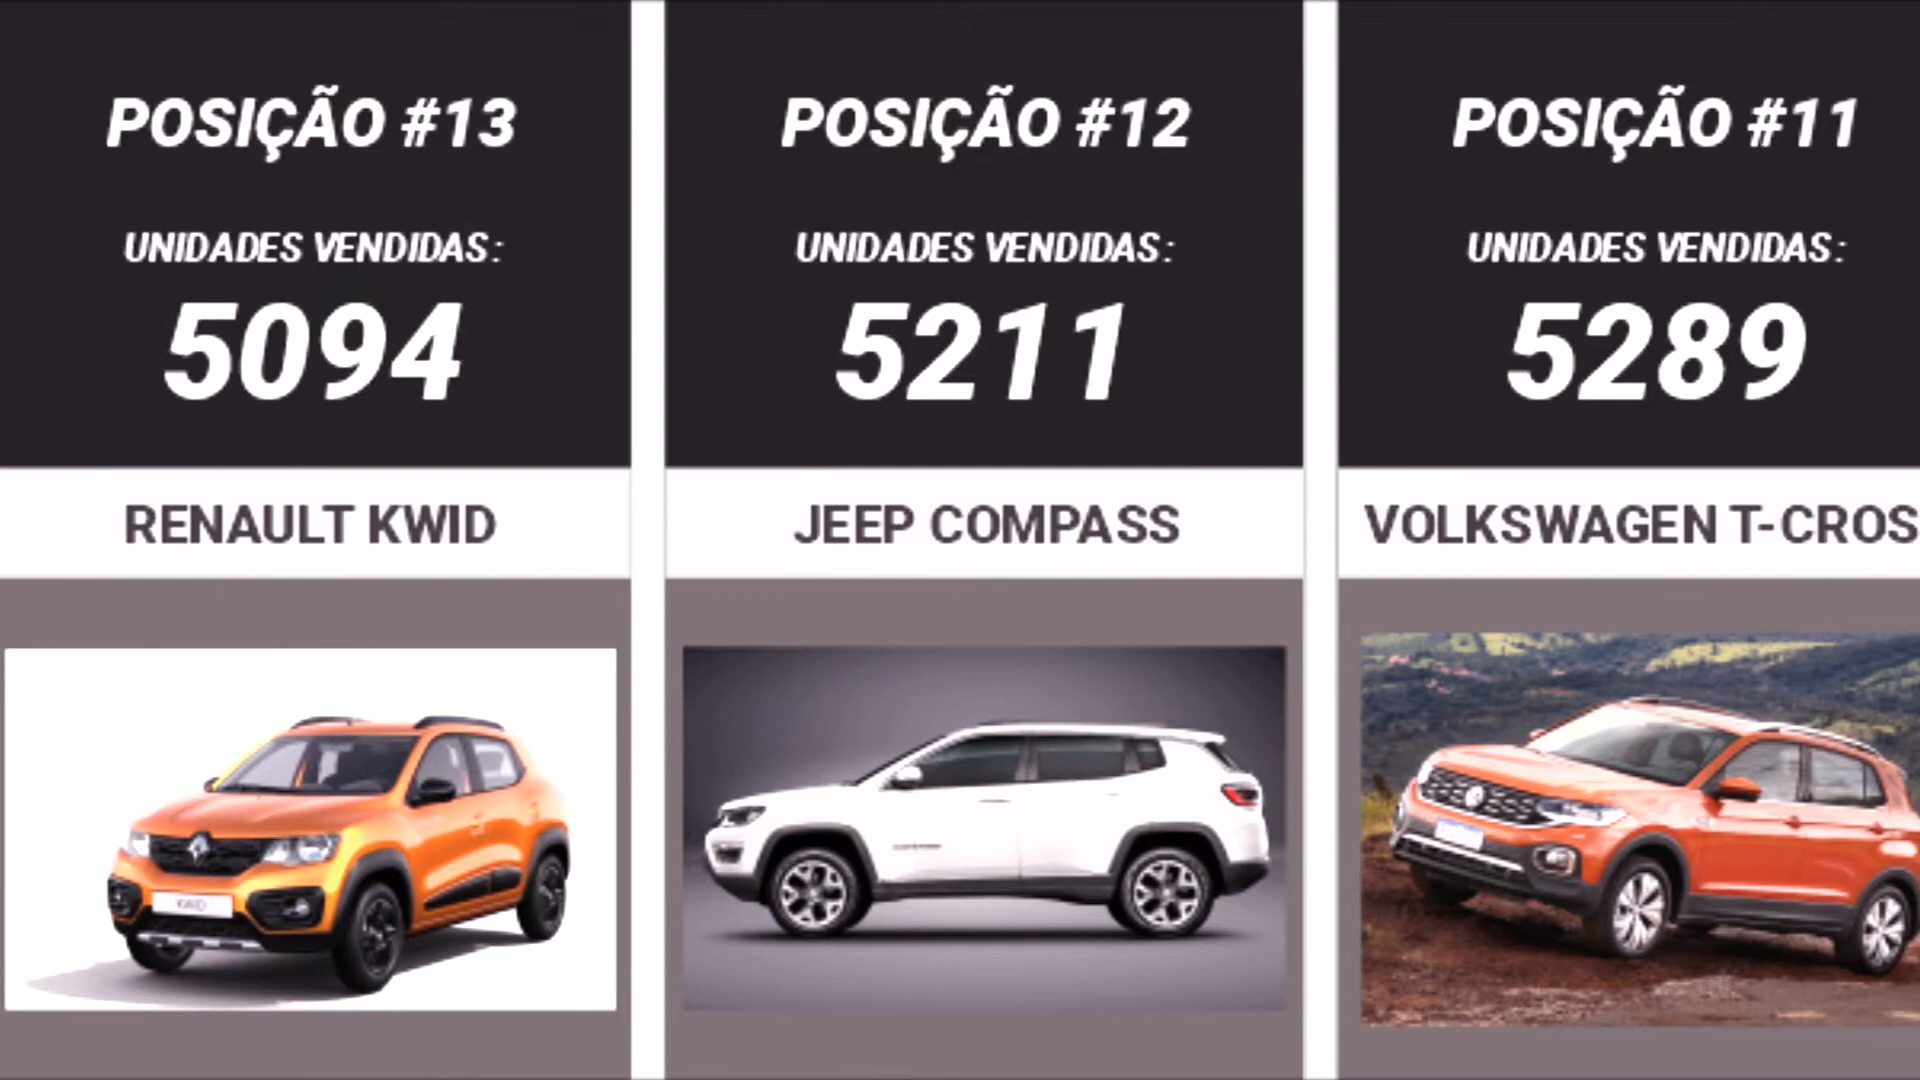 POSIÇÃO #13
UNIDADES VENDIDAS:
5094
RENAULT KWID
KWID
POSIÇÃO #12
UNIDADES VENDIDAS:
5211
JEEP COMPASS
POSIÇÃO #11
UNIDADES VENDIDAS:
5289
VOLKSWAGEN T-CROS